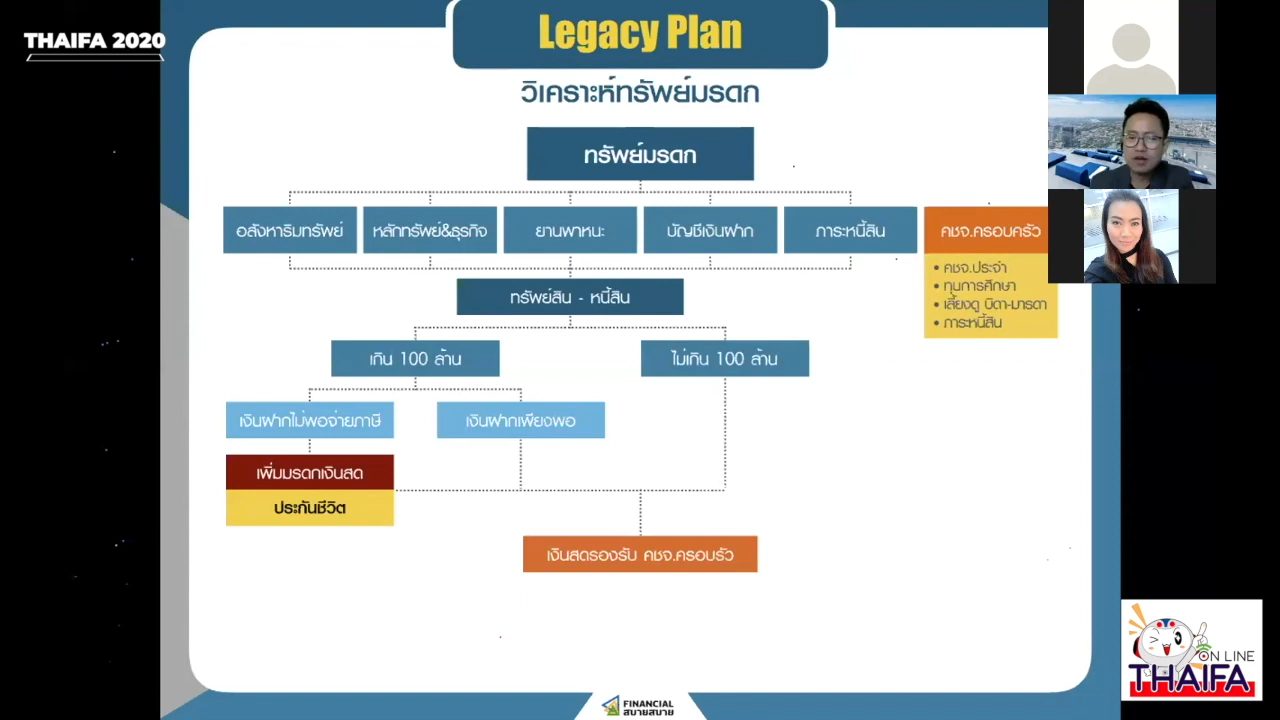 THAIFA 2020
Legacy Plan
วิเคราะห์ทรัพย์มรดก
ทรัพย์มรดก
อสังหาริมทรัพย์
หลักทรัพย์&ธุรกิจ
ยานพาหนะ
บัญชีเงินฝาก
ภาระหนี้สิน
คชจ.ครอบครัว
• คชจ.ประจำ
• ทุนการศึกษา
• เลี้ยงดู บิดา-มารดา
• ภาระหนี้สิน
ทรัพย์สิน - หนี้สิน
เกิน 100 ล้าน
ไม่เกิน 100 ล้าน
เงินฝากไม่พอจ่ายภาษี
เงินฝากเพียงพอ
เพิ่มมรดกเงินสด
ประกันชีวิต
เงินสดรองรับ คชจ.ครอบรัว
FINANCIAL
สบายสบาย
ON LINE
THAIFA